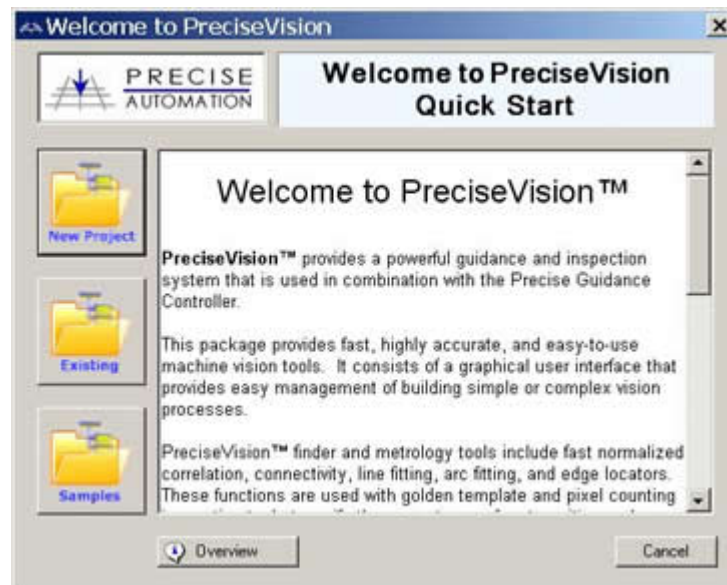 Welcome to PreciseVision
PRECISE
AUTOMATION
Welcome to PreciseVision
Quick Start
New Project
Existing
Samples
Welcome to PreciseVision™
PreciseVision™ provides a powerful guidance and inspection
system that is used in combination with the Precise Guidance
Controller.
This package provides fast, highly accurate, and easy-to-use
machine vision tools. It consists of a graphical user interface that
provides easy management of building simple or complex vision
processes.
PreciseVision™ finder and metrology tools include fast normalized
correlation, connectivity, line fitting, arc fitting, and edge locators.
These functions are used with golden template and pixel counting
Overview
Cancel